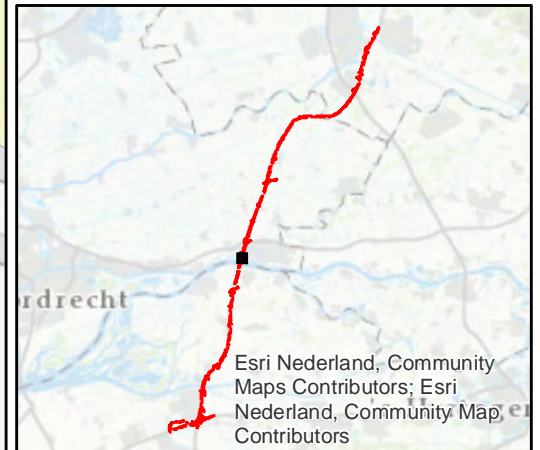 ordrecht
Esri Nederland, Community
Maps Contributors; Esri
Nederland, Community Map
Contributors